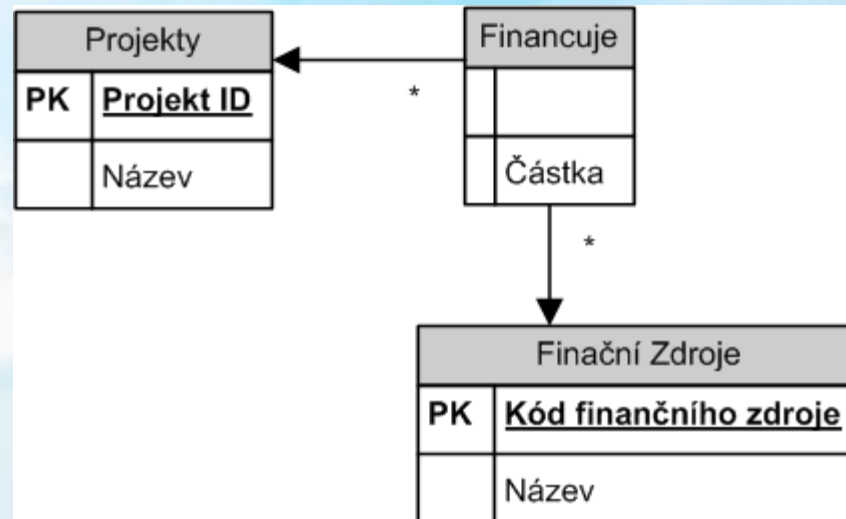 Projekty
PK Projekt ID
Název
*
Financuje
Částka
*
Finační Zdroje
PK Kód finančního zdroje
Název